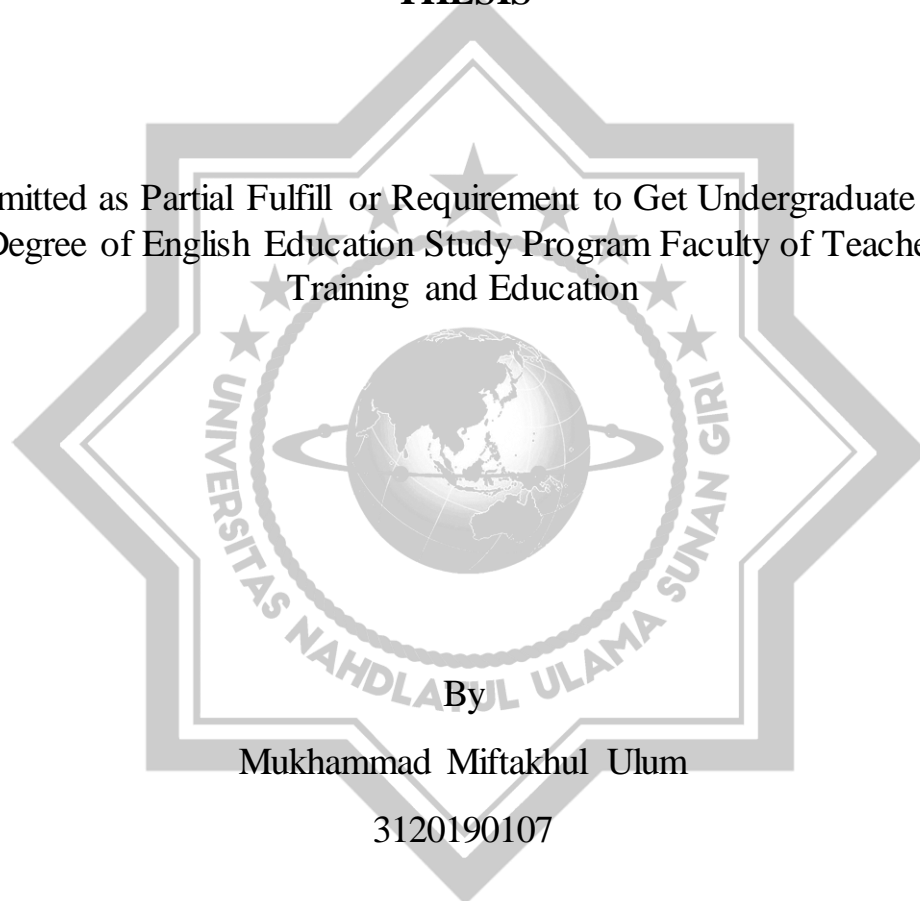 THESIS
mitted as Partial Fulfill or Requirement to Get Undergraduate
Degree of English Education Study Program Faculty of Teache
Training and Education
UNIVERSITAS NAHDLATUL ULAMA SUNAN GIRI
By
Mukhammad Miftakhul Ulum
3120190107